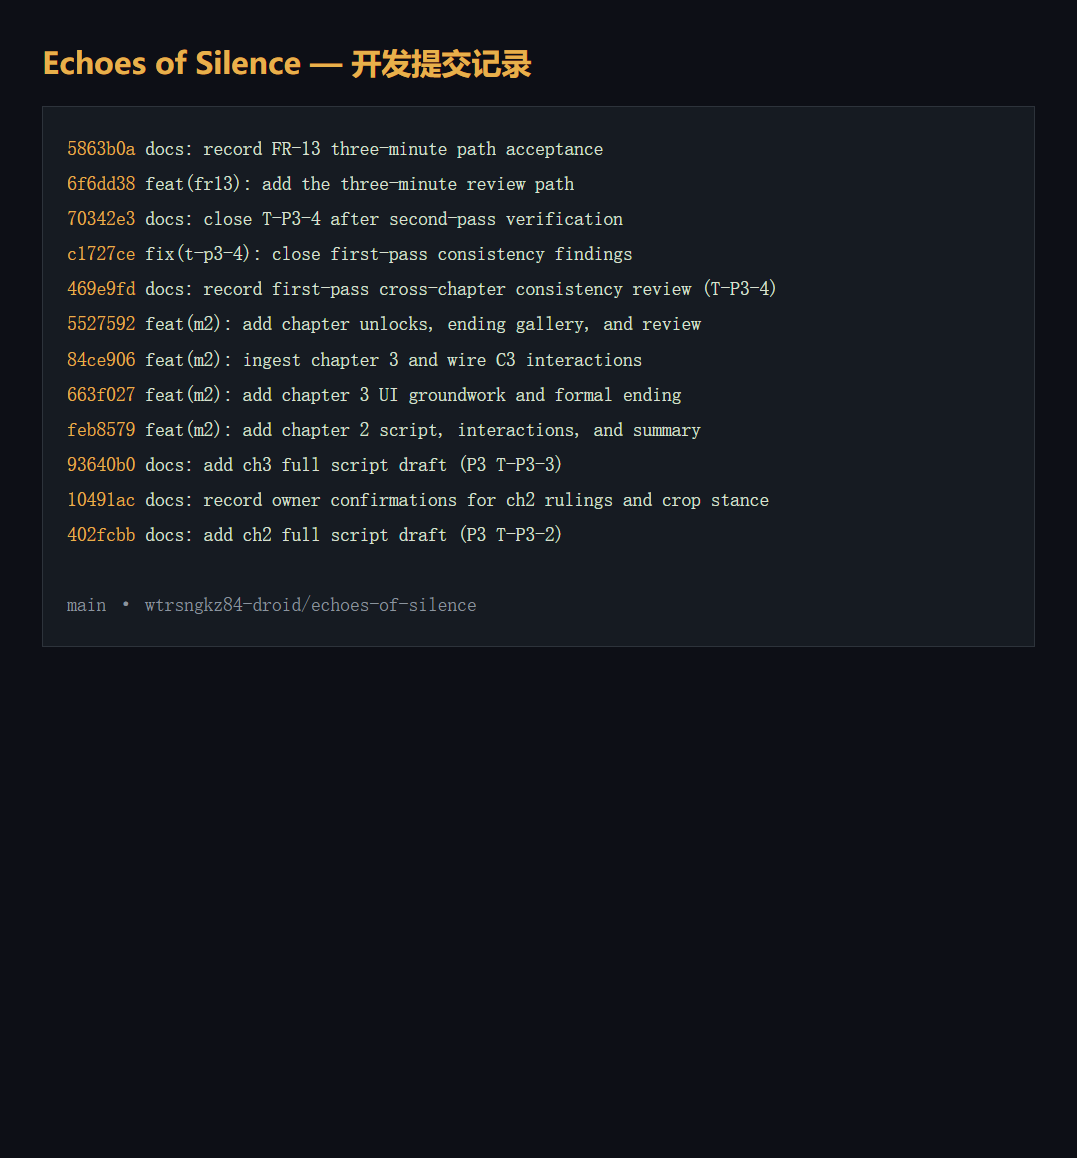 Echoes of Silence — 开发提交记录
5863b0a docs: record FR-13 three-minute path acceptance
6f6dd38 feat(fr13): add the three-minute review path
70342e3 docs: close T-P3-4 after second-pass verification
c1727ce fix(t-p3-4): close first-pass consistency findings
469e9fd docs: record first-pass cross-chapter consistency review (T-P3-4)
5527592 feat(m2): add chapter unlocks, ending gallery, and review
84ce906 feat(m2): ingest chapter 3 and wire C3 interactions
663f027 feat(m2): add chapter 3 UI groundwork and formal ending
feb8579 feat(m2): add chapter 2 script, interactions, and summary
93640b0 docs: add ch3 full script draft (P3 T-P3-3)
10491ac docs: record owner confirmations for ch2 rulings and crop stance
402fcbb docs: add ch2 full script draft (P3 T-P3-2)
main • wtrsngkz84-droid/echoes-of-silence